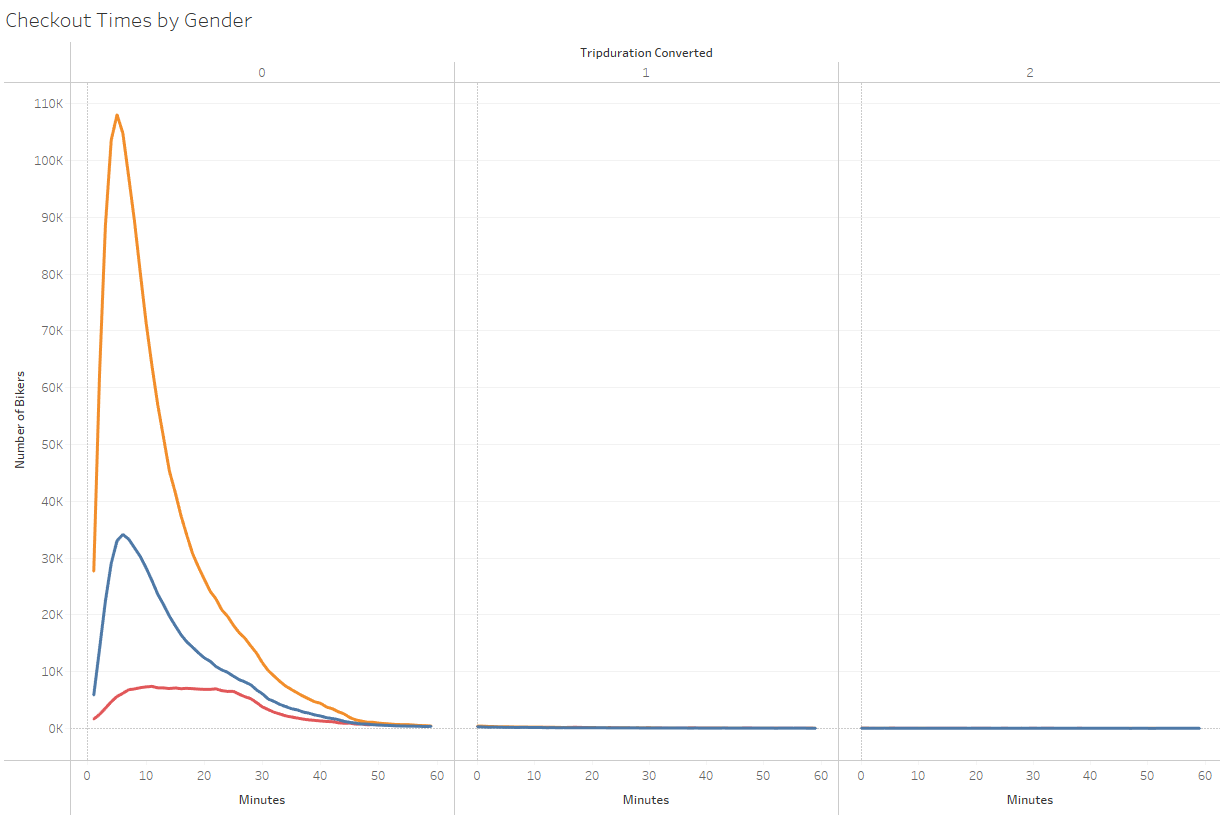 Checkout Times by Gender
Tripduration Converted
0 1 2
110K
100K
90K
80K
70K
60K
50K
40K
30K
20K
10K
0K
Number of Bikers
0 10 20 30 40 50 60 0 10 20 30 40 50 60 0 10 20 30 40 50 60
Minutes Minutes Minutes